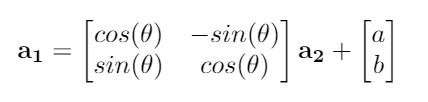 a₁ = [cos(θ) −sin(θ); sin(θ) cos(θ)] a₂ + [a; b]